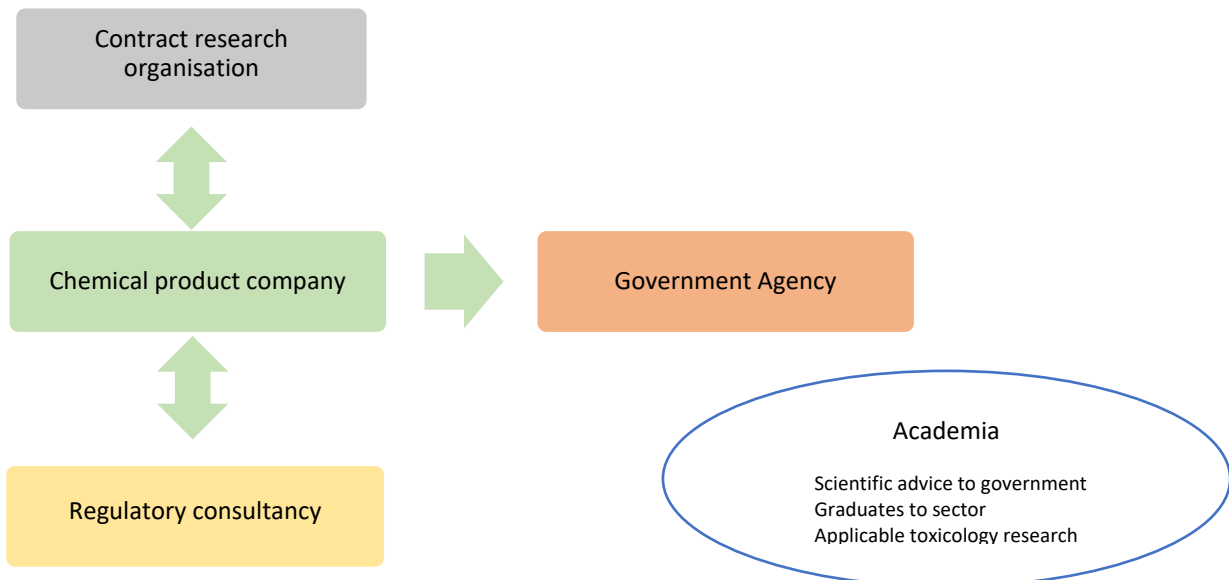 Contract research
organisation
Chemical product company
Government Agency
Academia
Scientific advice to government
Graduates to sector
Applicable toxicology research
Regulatory consultancy